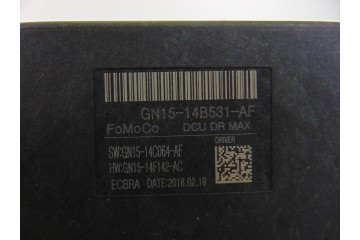 GN15-14B531-AF
FoMoCo DCU DR MAX
DRIVER
SW:GN15-14C064-AF
HW:GN15-14F142-AC
ECBRA DATE:2016.02.19